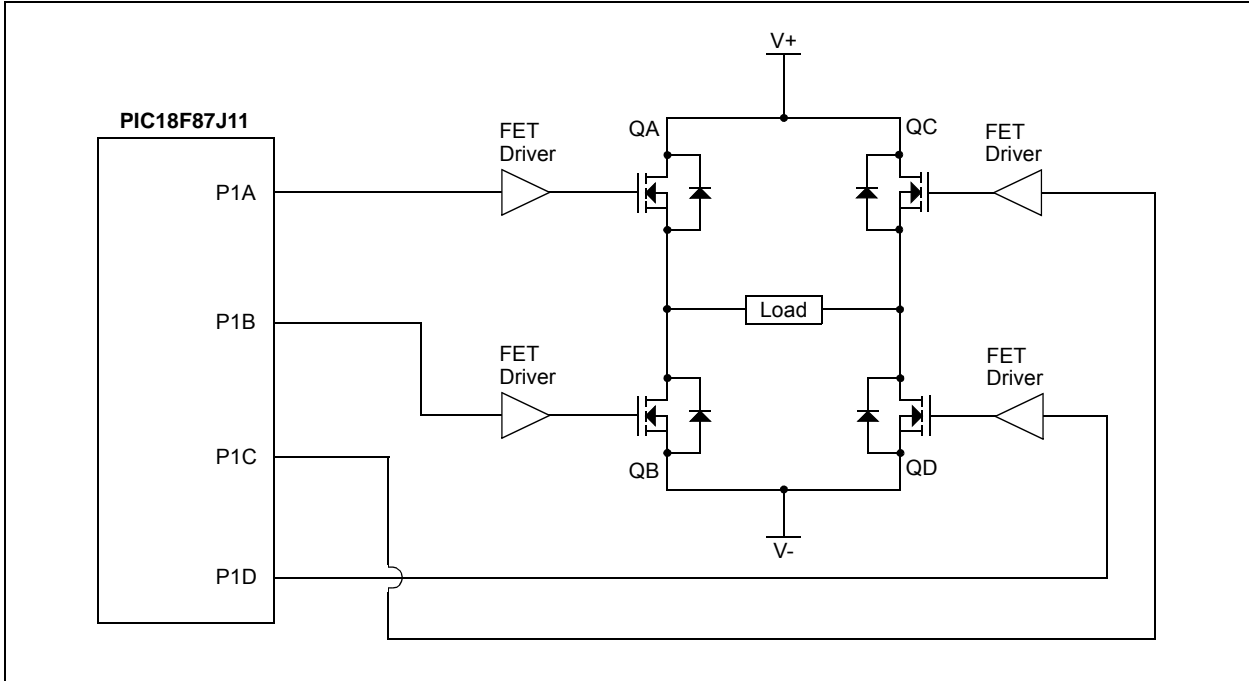 V+
PIC18F87J11
QA
QC
FET
Driver
FET
Driver
P1A
Load
P1B
FET
Driver
FET
Driver
P1C
QB
QD
V-
P1D